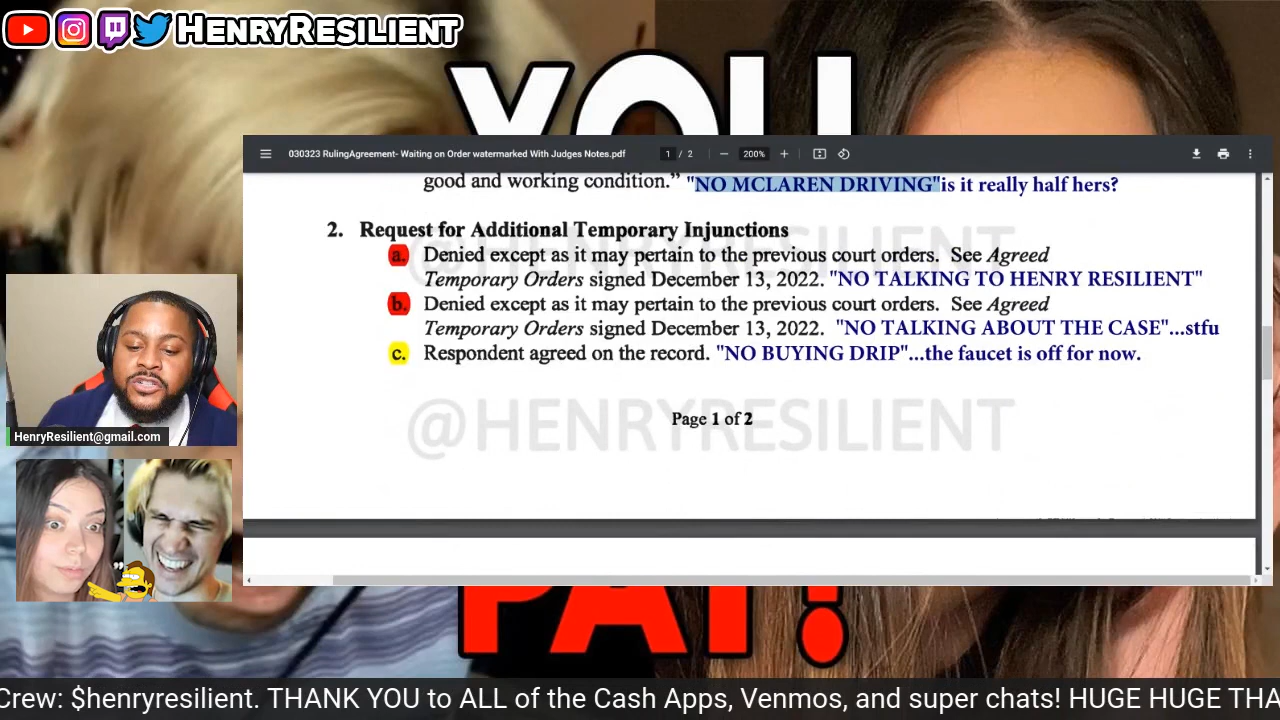 HENRYRESILIENT
YOU
030323 RulingAgreement- Waiting on Order watermarked With Judges Notes.pdf 1 / 2 200%
good and working condition.” "NO MCLAREN DRIVING"is it really half hers?
2. Request for Additional Temporary Injunctions
a. Denied except as it may pertain to the previous court orders. See Agreed
Temporary Orders signed December 13, 2022. "NO TALKING TO HENRY RESILIENT"
b. Denied except as it may pertain to the previous court orders. See Agreed
Temporary Orders signed December 13, 2022. "NO TALKING ABOUT THE CASE"...stfu
c. Respondent agreed on the record. "NO BUYING DRIP"...the faucet is off for now.
@HENRYRESILIENT
Page 1 of 2
@HENRYRESILIENT
HenryResilient@gmail.com
PAY!
Crew: $henryresilient. THANK YOU to ALL of the Cash Apps, Venmos, and super chats! HUGE HUGE THA